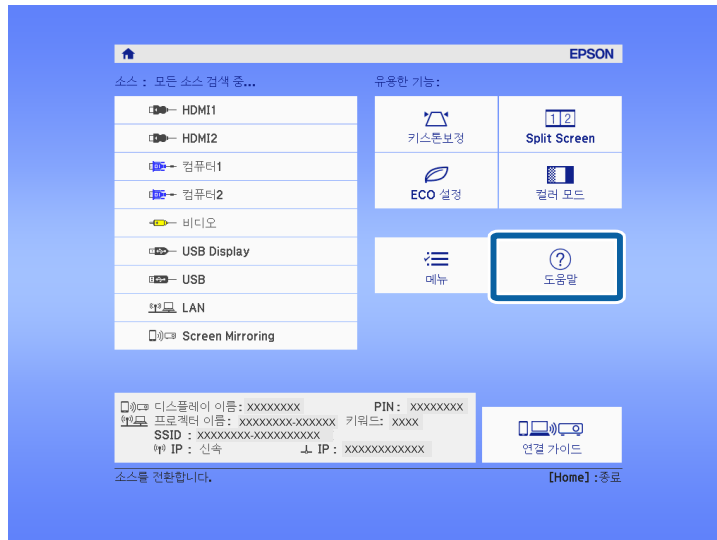 EPSON
소스 : 모든 소스 검색 중...
HDMI1
HDMI2
컴퓨터1
컴퓨터2
비디오
USB Display
USB
LAN
Screen Mirroring
유용한 기능:
키스톤보정
1 2
Split Screen
ECO 설정
컬러 모드
메뉴
?
도움말
디스플레이 이름: XXXXXXXX PIN : XXXXXXXX
프로젝터 이름: XXXXXXXX-XXXXXX 키워드: XXXX
SSID : XXXXXXXX-XXXXXXXXXX
IP : 신속 IP : XXXXXXXXXXXX
연결 가이드
소스를 전환합니다. [Home] :종료